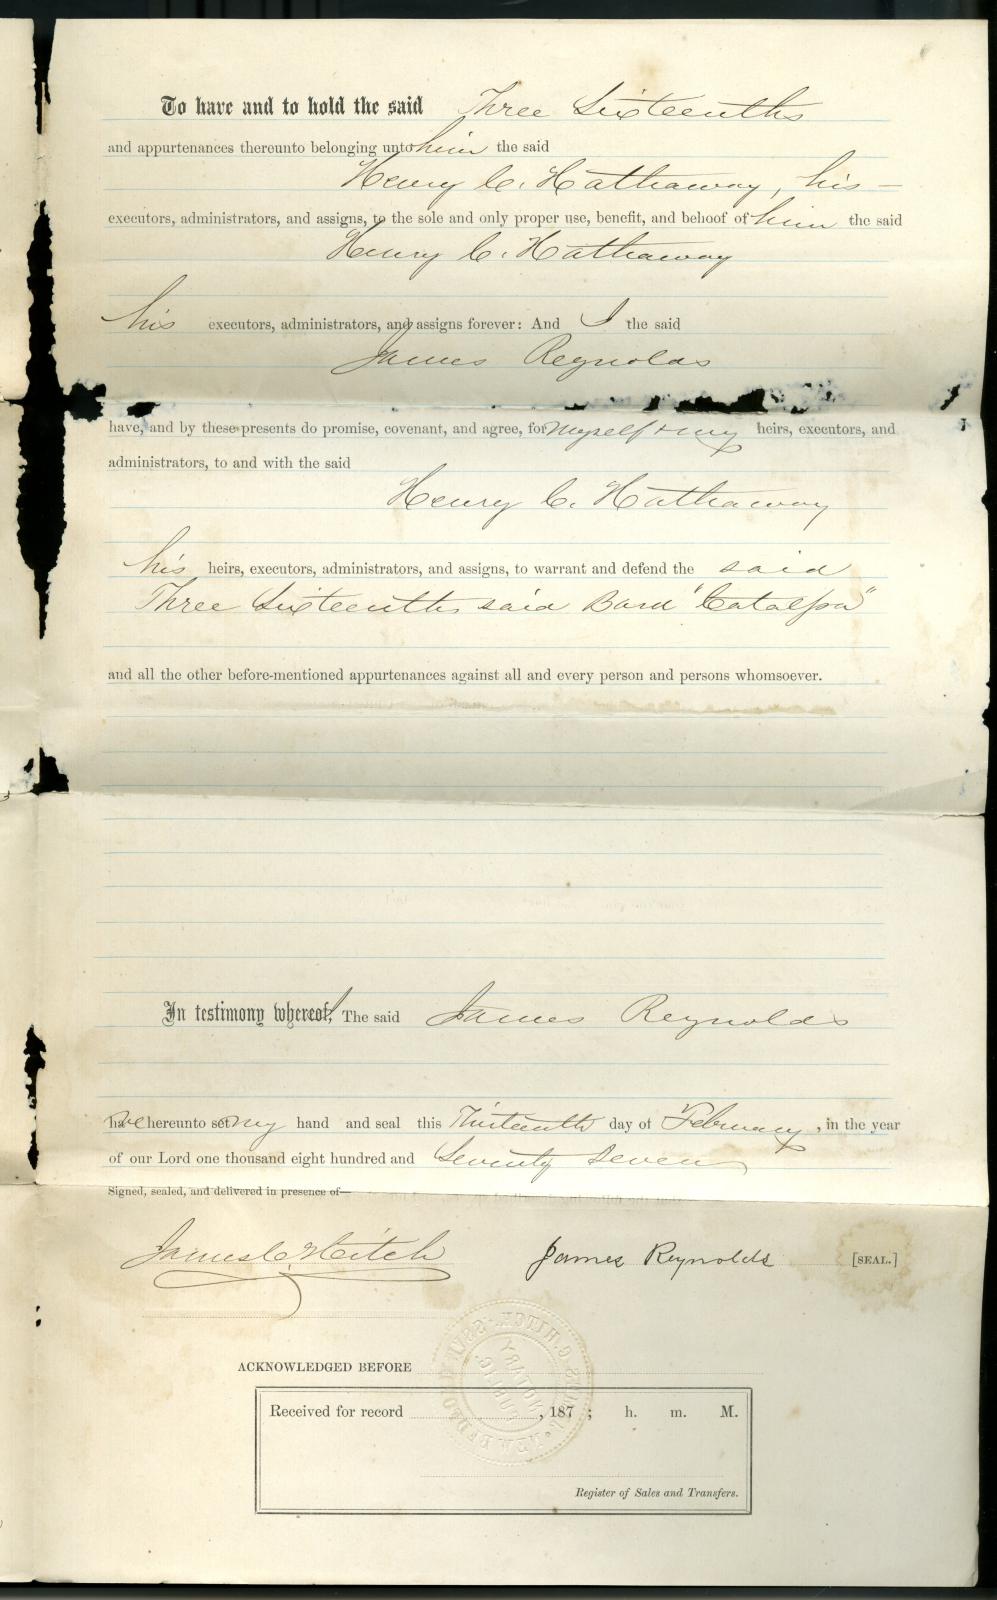 To have and to hold the said Three Sixteenths
and appurtenances thereunto belonging unto him the said
Henry C. Hathaway, his —
executors, administrators, and assigns, to the sole and only proper use, benefit, and behoof of him the said
Henry C. Hathaway
his executors, administrators, and assigns forever: And I the said
James Reynolds
have, and by these presents do promise, covenant, and agree, for myself + my heirs, executors, and
administrators, to and with the said
Henry C. Hathaway
his heirs, executors, administrators, and assigns, to warrant and defend the said
Three Sixteenths said Bark "Catalpa"
and all the other before-mentioned appurtenances against all and every person and persons whomsoever.
In testimony whereof, I The said James Reynolds
have hereunto set my hand and seal this Thirteenth day of February, in the year
of our Lord one thousand eight hundred and Seventy Seven
Signed, sealed, and delivered in presence of—
James C. Hitch James Reynolds [SEAL.]
C. HITCH
NOTARY
PUBLIC
NEW BEDFORD
ACKNOWLEDGED BEFORE
Received for record , 187 ; h. m. M.
Register of Sales and Transfers.